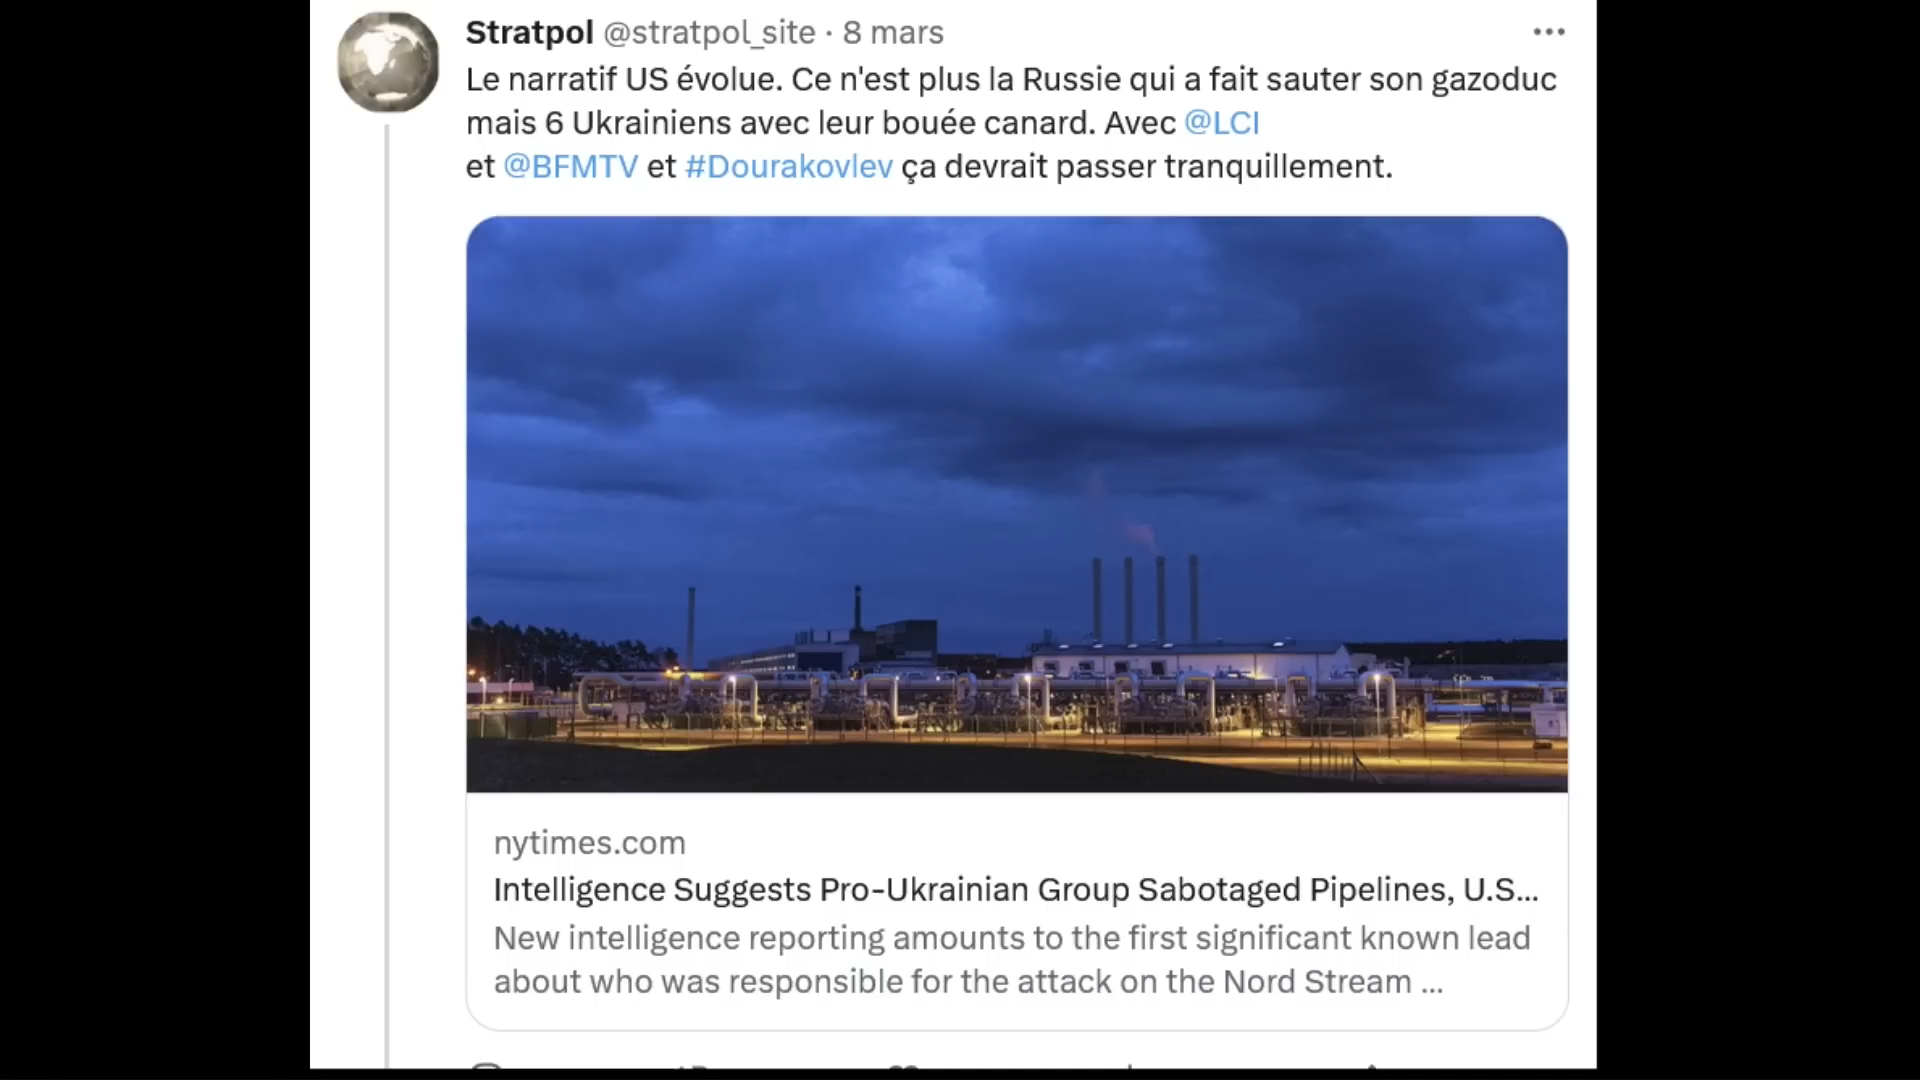 Stratpol @stratpol_site · 8 mars
Le narratif US évolue. Ce n'est plus la Russie qui a fait sauter son gazoduc
mais 6 Ukrainiens avec leur bouée canard. Avec @LCI
et @BFMTV et #Dourakovlev ça devrait passer tranquillement.
nytimes.com
Intelligence Suggests Pro-Ukrainian Group Sabotaged Pipelines, U.S...
New intelligence reporting amounts to the first significant known lead
about who was responsible for the attack on the Nord Stream ...